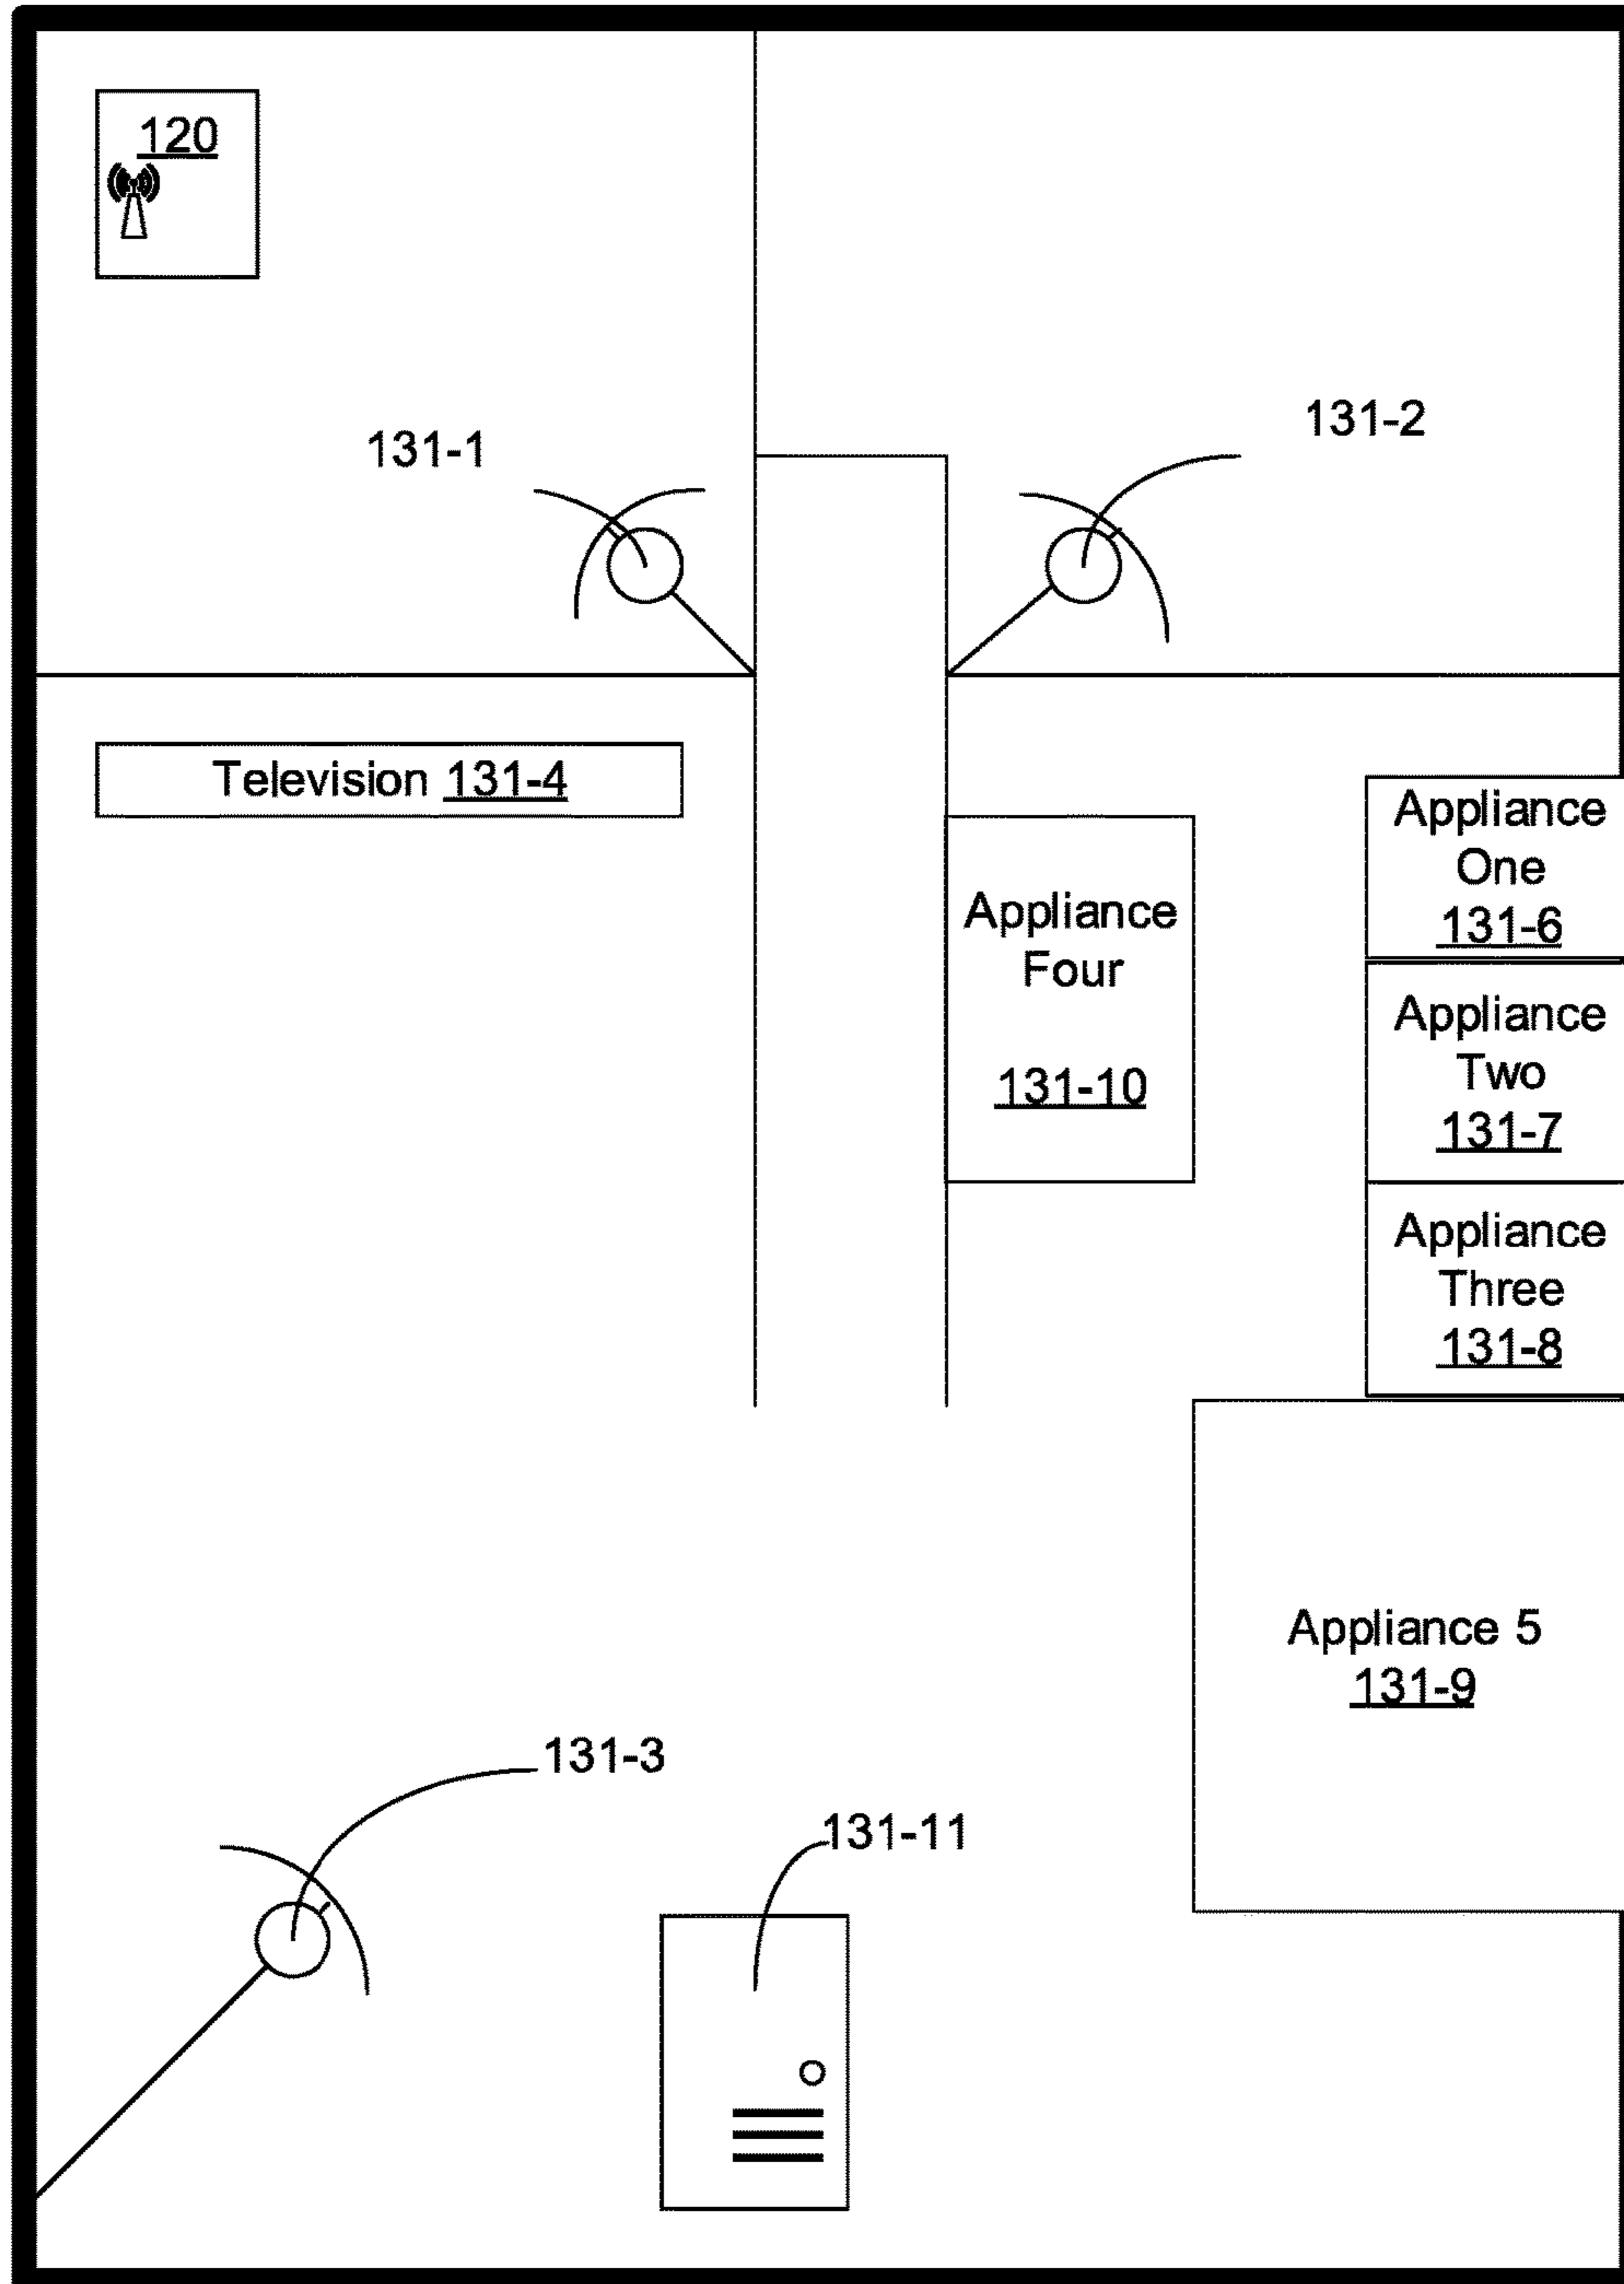 120
131-1
131-2
Television 131-4
Appliance
One
131-6
Appliance
Four
131-10
Appliance
Two
131-7
Appliance
Three
131-8
Appliance 5
131-9
131-3
131-11